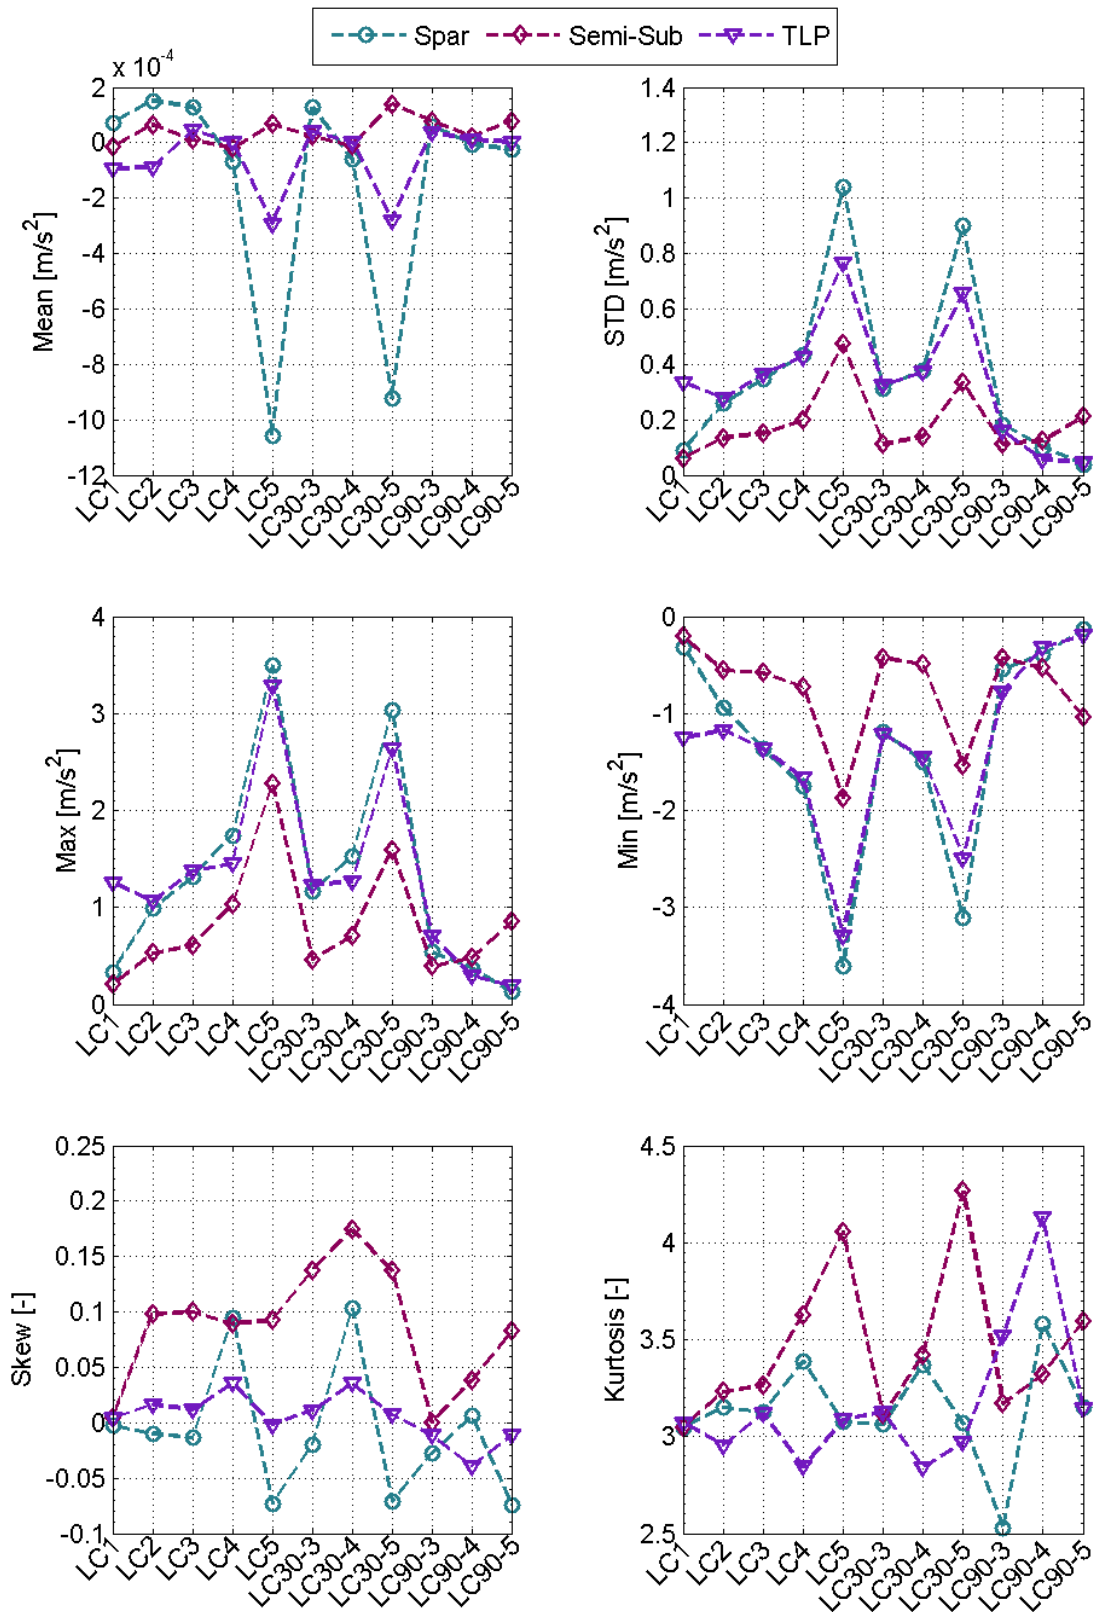 Spar Semi-Sub TLP
x 10^-4
Mean [m/s^2]
2
0
-2
-4
-6
-8
-10
-12
LC1 LC2 LC3 LC4 LC5 LC30-3 LC30-4 LC30-5 LC90-3 LC90-4 LC90-5
STD [m/s^2]
1.4
1.2
1
0.8
0.6
0.4
0.2
0
LC1 LC2 LC3 LC4 LC5 LC30-3 LC30-4 LC30-5 LC90-3 LC90-4 LC90-5
Max [m/s^2]
4
3
2
1
0
LC1 LC2 LC3 LC4 LC5 LC30-3 LC30-4 LC30-5 LC90-3 LC90-4 LC90-5
Min [m/s^2]
0
-1
-2
-3
-4
LC1 LC2 LC3 LC4 LC5 LC30-3 LC30-4 LC30-5 LC90-3 LC90-4 LC90-5
Skew [-]
0.25
0.2
0.15
0.1
0.05
0
-0.05
-0.1
LC1 LC2 LC3 LC4 LC5 LC30-3 LC30-4 LC30-5 LC90-3 LC90-4 LC90-5
Kurtosis [-]
4.5
4
3.5
3
2.5
LC1 LC2 LC3 LC4 LC5 LC30-3 LC30-4 LC30-5 LC90-3 LC90-4 LC90-5